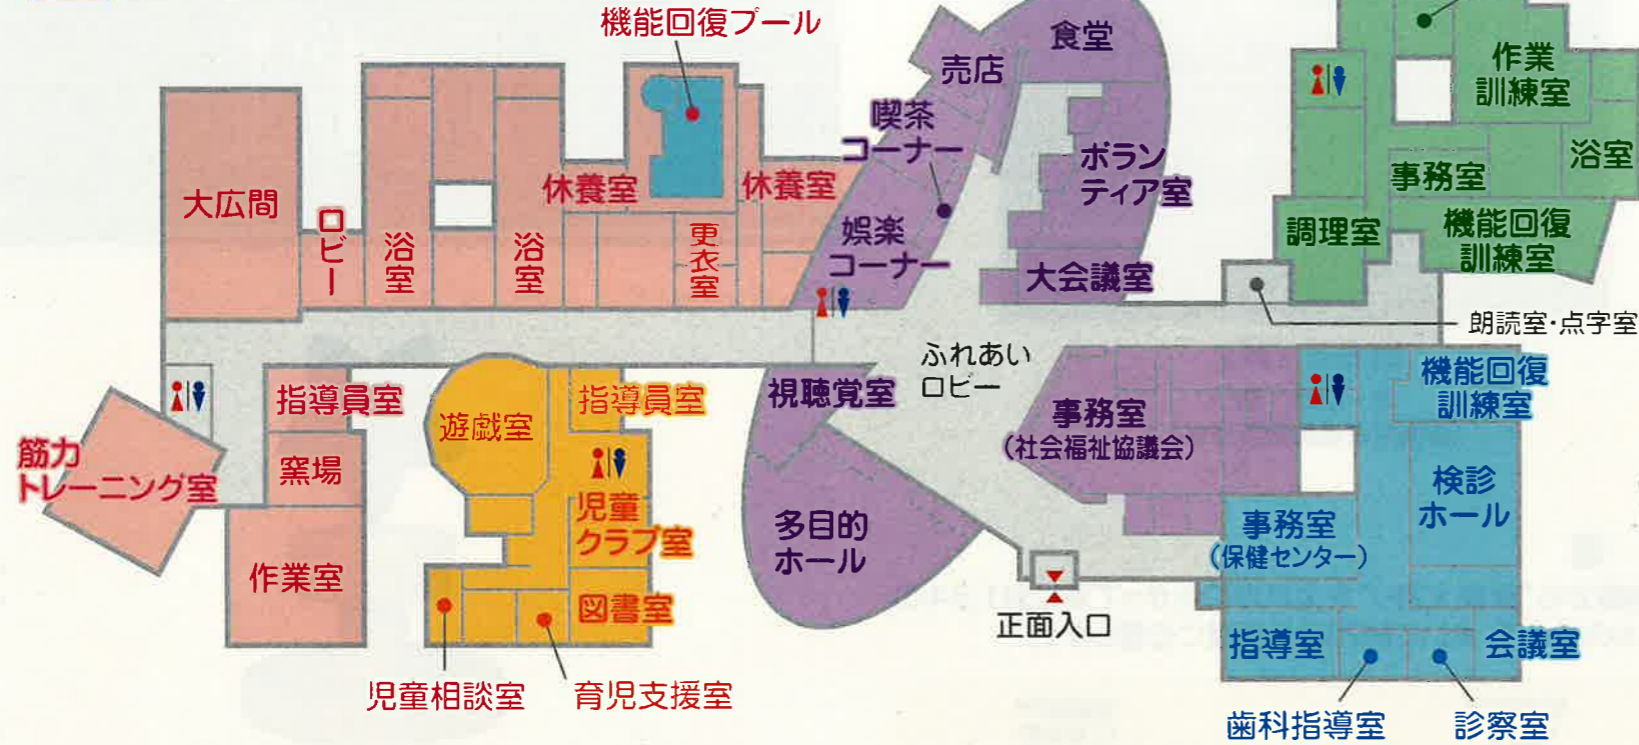 機能回復プール
食堂
売店
作業
訓練室
喫茶
コーナー
ボラン
ティア室
浴室
事務室
大広間
休養室
休養室
ロビー
浴室
浴室
更衣室
娯楽
コーナー
調理室
機能回復
訓練室
大会議室
朗読室・点字室
ふれあい
ロビー
指導員室
遊戯室
指導員室
視聴覚室
事務室
(社会福祉協議会)
機能回復
訓練室
筋力
トレーニング室
窯場
児童
クラブ室
多目的
ホール
検診
ホール
事務室
(保健センター)
作業室
図書室
正面入口
指導室
会議室
児童相談室
育児支援室
歯科指導室
診察室